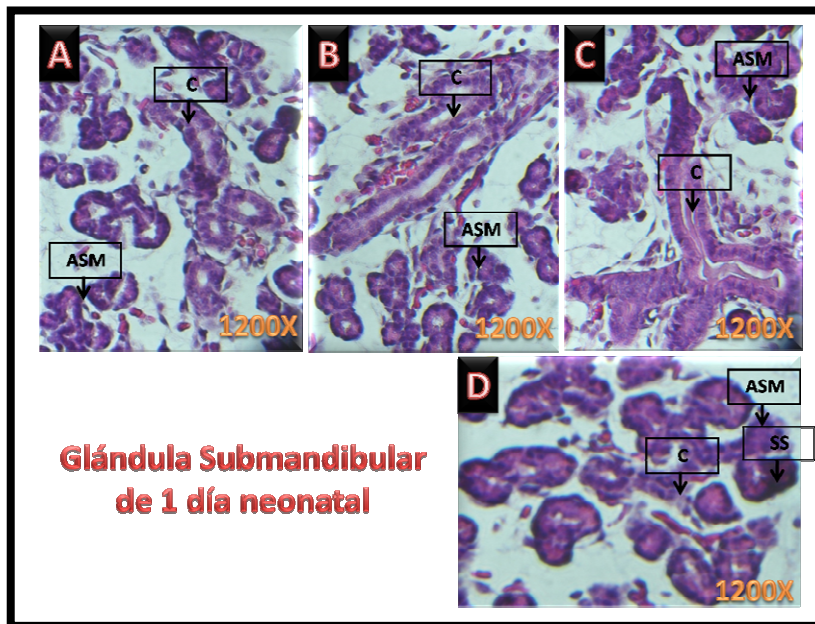 A
C
ASM
1200X
B
C
ASM
1200X
C
ASM
C
1200X
D
ASM
SS
C
1200X
Glándula Submandibular
de 1 día neonatal